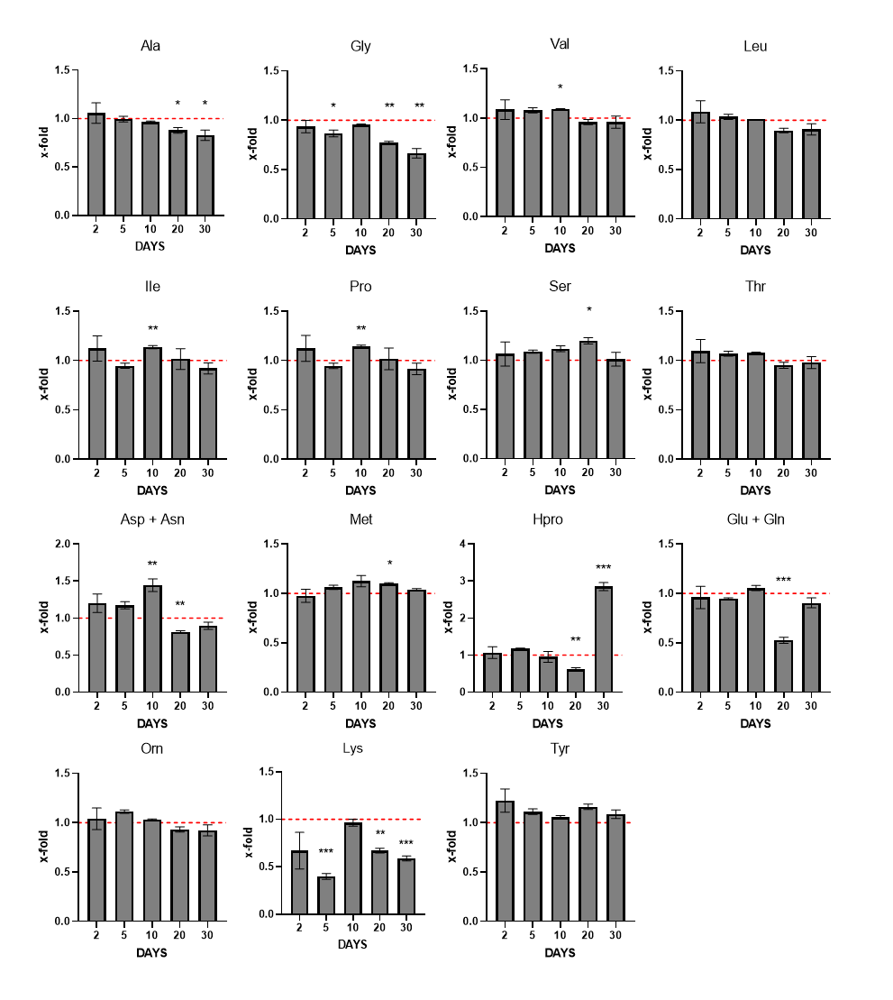 Ala
x-fold
1.5
1.0
0.5
0.0
* *
2 5 10 20 30
DAYS
Gly
x-fold
1.5
1.0
0.5
0.0
* ** **
2 5 10 20 30
DAYS
Val
x-fold
1.5
1.0
0.5
0.0
*
2 5 10 20 30
DAYS
Leu
x-fold
1.5
1.0
0.5
0.0
2 5 10 20 30
DAYS
Ile
x-fold
1.5
1.0
0.5
0.0
**
2 5 10 20 30
DAYS
Pro
x-fold
1.5
1.0
0.5
0.0
**
2 5 10 20 30
DAYS
Ser
x-fold
1.5
1.0
0.5
0.0
*
2 5 10 20 30
DAYS
Thr
x-fold
1.5
1.0
0.5
0.0
2 5 10 20 30
DAYS
Asp + Asn
x-fold
2.0
1.5
1.0
0.5
0.0
**
**
2 5 10 20 30
DAYS
Met
x-fold
1.5
1.0
0.5
0.0
*
2 5 10 20 30
DAYS
Hpro
x-fold
4
3
2
1
0
***
**
2 5 10 20 30
DAYS
Glu + Gln
x-fold
1.5
1.0
0.5
0.0
***
2 5 10 20 30
DAYS
Orn
x-fold
1.5
1.0
0.5
0.0
2 5 10 20 30
DAYS
Lys
x-fold
1.5
1.0
0.5
0.0
*** ** ***
2 5 10 20 30
DAYS
Tyr
x-fold
1.5
1.0
0.5
0.0
2 5 10 20 30
DAYS